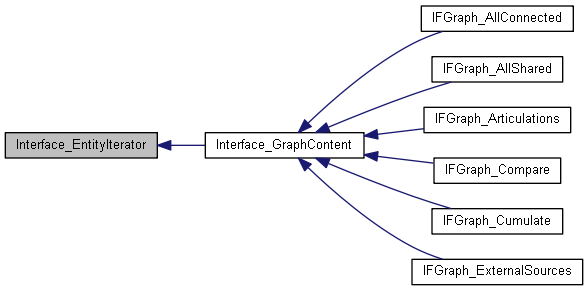 IFGraph_AllConnected
IFGraph_AllShared
IFGraph_Articulations
Interface_EntityIterator
Interface_GraphContent
IFGraph_Compare
IFGraph_Cumulate
IFGraph_ExternalSources